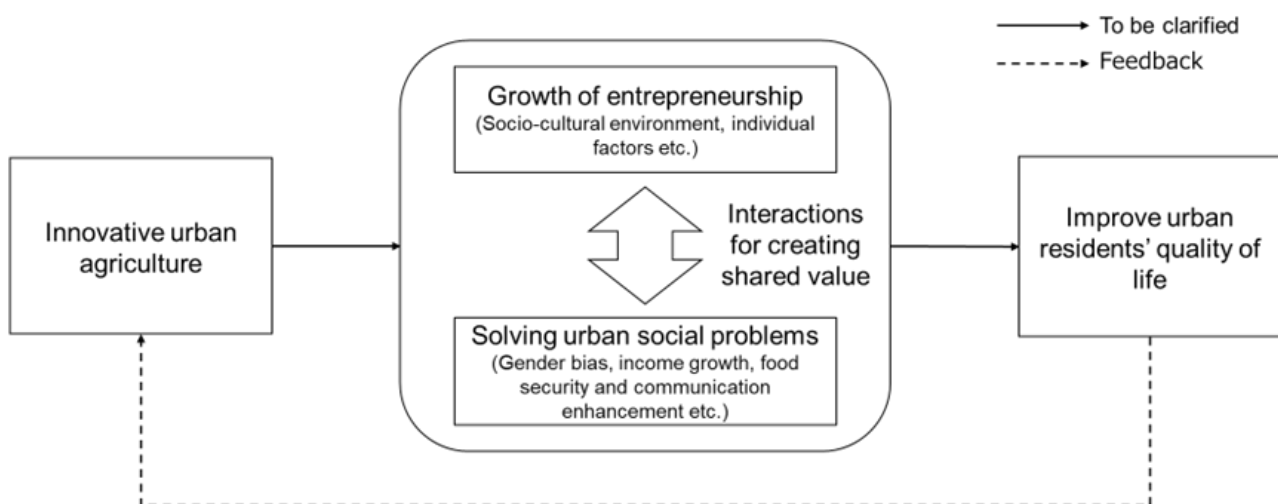 To be clarified
Feedback
Growth of entrepreneurship
(Socio-cultural environment, individual
factors etc.)
Innovative urban
agriculture
Interactions
for creating
shared value
Improve urban
residents’ quality of
life
Solving urban social problems
(Gender bias, income growth, food
security and communication
enhancement etc.)